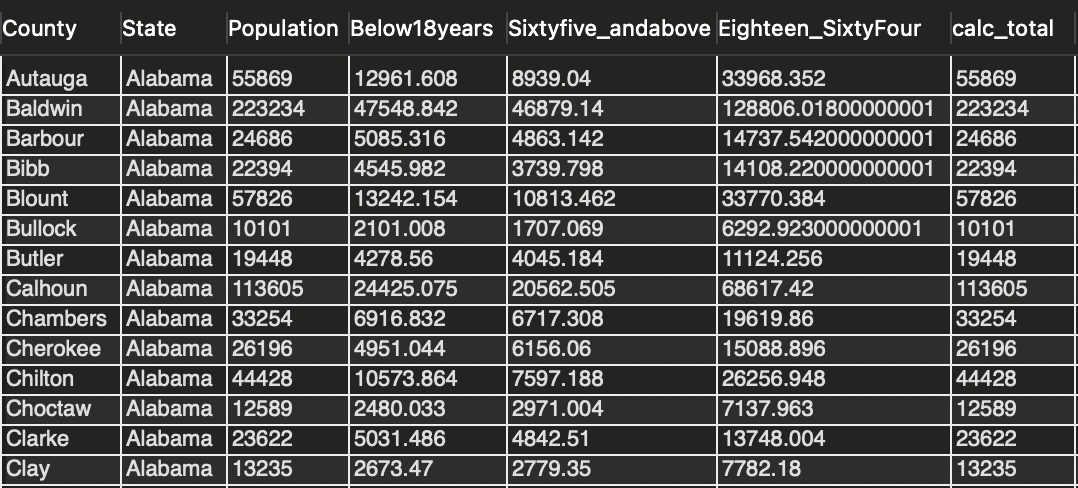 County State Population Below18years Sixtyfive_andabove Eighteen_SixtyFour calc_total
Autauga Alabama 55869 12961.608 8939.04 33968.352 55869
Baldwin Alabama 223234 47548.842 46879.14 128806.01800000001 223234
Barbour Alabama 24686 5085.316 4863.142 14737.542000000001 24686
Bibb Alabama 22394 4545.982 3739.798 14108.220000000001 22394
Blount Alabama 57826 13242.154 10813.462 33770.384 57826
Bullock Alabama 10101 2101.008 1707.069 6292.923000000001 10101
Butler Alabama 19448 4278.56 4045.184 11124.256 19448
Calhoun Alabama 113605 24425.075 20562.505 68617.42 113605
Chambers Alabama 33254 6916.832 6717.308 19619.86 33254
Cherokee Alabama 26196 4951.044 6156.06 15088.896 26196
Chilton Alabama 44428 10573.864 7597.188 26256.948 44428
Choctaw Alabama 12589 2480.033 2971.004 7137.963 12589
Clarke Alabama 23622 5031.486 4842.51 13748.004 23622
Clay Alabama 13235 2673.47 2779.35 7782.18 13235